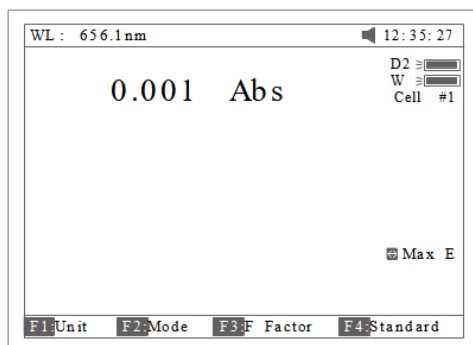 WL: 656.1nm 12:35:27
D2
W
0.001 Abs
Cell #1
Max E
F1:Unit F2:Mode F3:F Factor F4:Standard